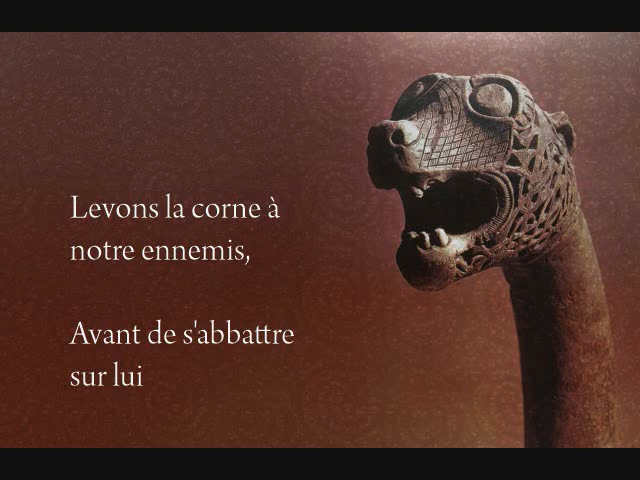 Levons la corne à
notre ennemis,
Avant de s'abbattre
sur lui